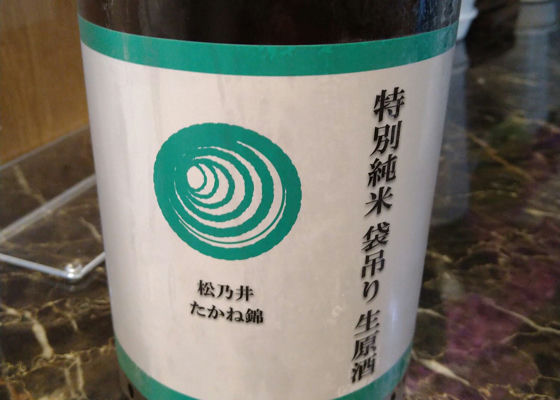 特別純米 袋吊り 生原酒
松乃井
たかね錦